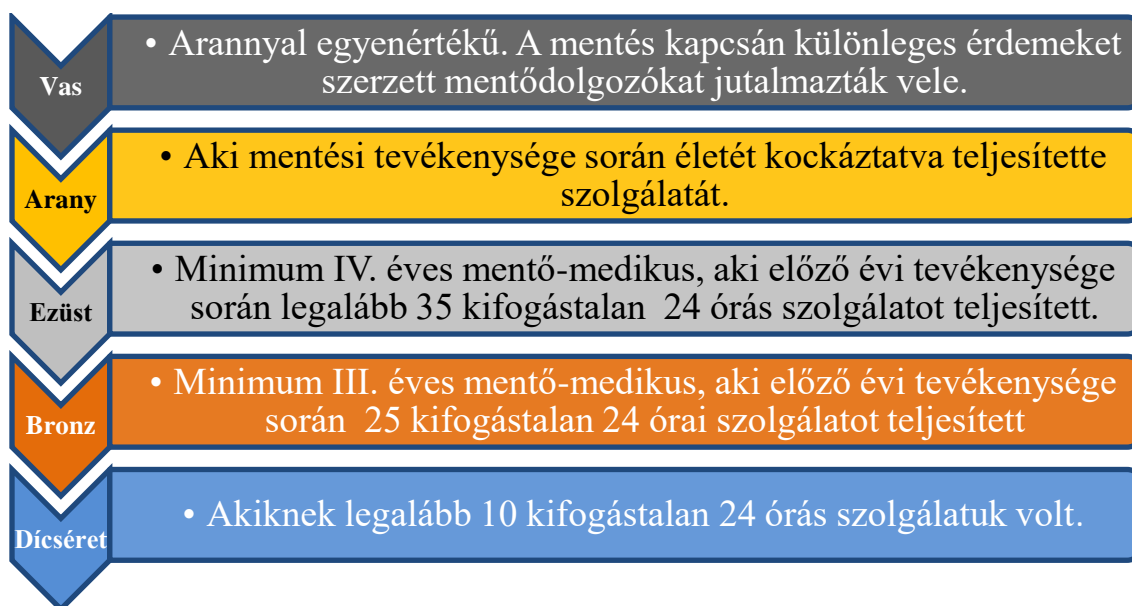 Vas
• Arannyal egyenértékű. A mentés kapcsán különleges érdemeket
szerzett mentődolgozókat jutalmazták vele.
Arany
• Aki mentési tevékenysége során életét kockáztatva teljesítette
szolgálatát.
Ezüst
• Minimum IV. éves mentő-medikus, aki előző évi tevékenysége
során legalább 35 kifogástalan  24 órás szolgálatot teljesített.
Bronz
• Minimum III. éves mentő-medikus, aki előző évi tevékenysége
során  25 kifogástalan 24 órai szolgálatot teljesített
Dícséret
• Akiknek legalább 10 kifogástalan 24 órás szolgálatuk volt.